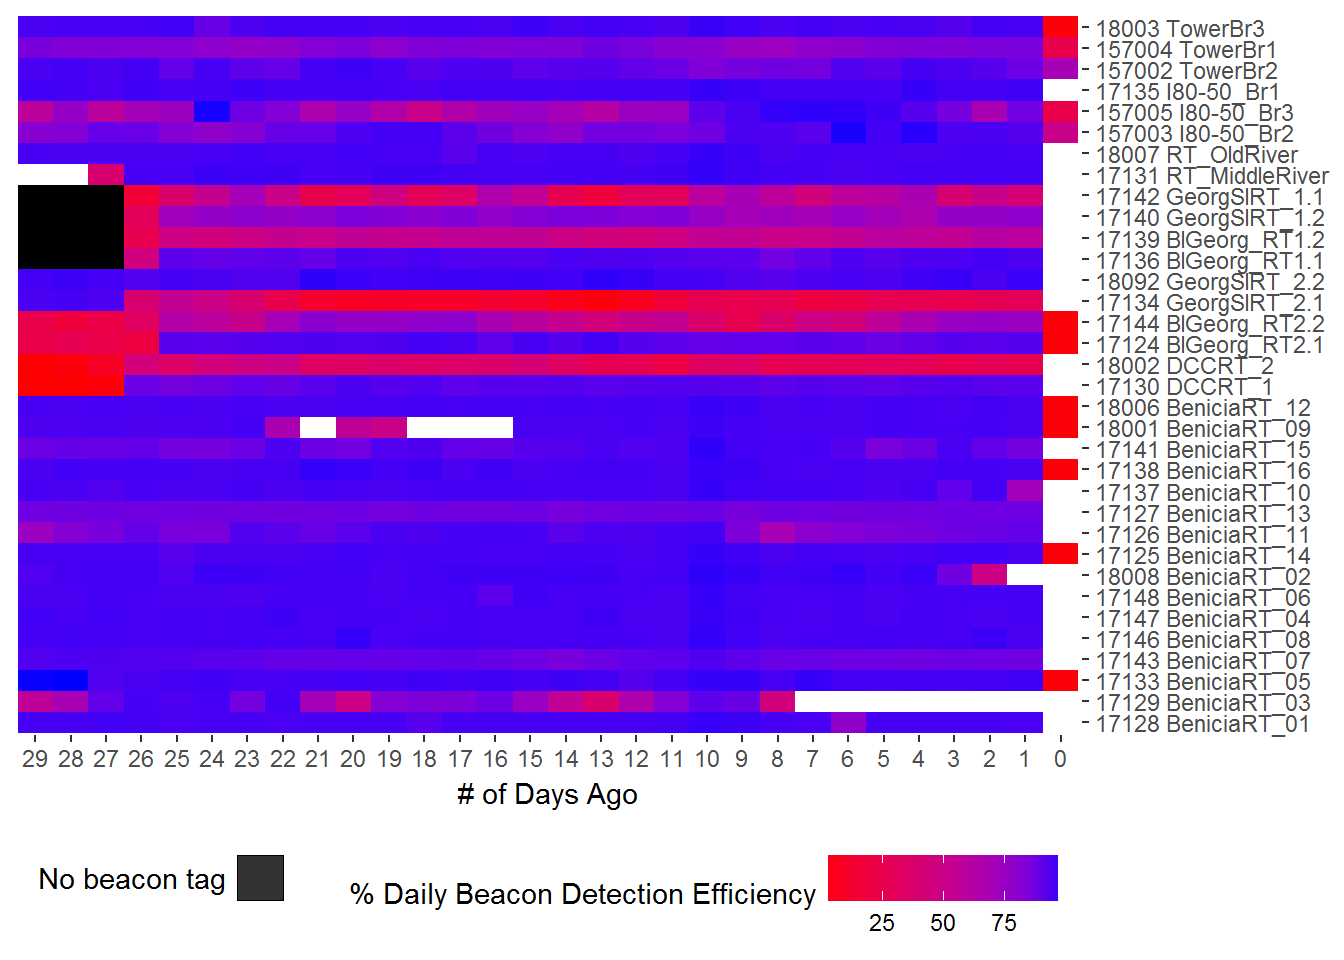 18003 TowerBr3
157004 TowerBr1
157002 TowerBr2
17135 I80-50_Br1
157005 I80-50_Br3
157003 I80-50_Br2
18007 RT_OldRiver
17131 RT_MiddleRiver
17142 GeorgSlRT_1.1
17140 GeorgSlRT_1.2
17139 BlGeorg_RT1.2
17136 BlGeorg_RT1.1
18092 GeorgSlRT_2.2
17134 GeorgSlRT_2.1
17144 BlGeorg_RT2.2
17124 BlGeorg_RT2.1
18002 DCCRT_2
17130 DCCRT_1
18006 BeniciaRT_12
18001 BeniciaRT_09
17141 BeniciaRT_15
17138 BeniciaRT_16
17137 BeniciaRT_10
17127 BeniciaRT_13
17126 BeniciaRT_11
17125 BeniciaRT_14
18008 BeniciaRT_02
17148 BeniciaRT_06
17147 BeniciaRT_04
17146 BeniciaRT_08
17143 BeniciaRT_07
17133 BeniciaRT_05
17129 BeniciaRT_03
17128 BeniciaRT_01
29 28 27 26 25 24 23 22 21 20 19 18 17 16 15 14 13 12 11 10 9 8 7 6 5 4 3 2 1 0
# of Days Ago
No beacon tag
% Daily Beacon Detection Efficiency
25 50 75